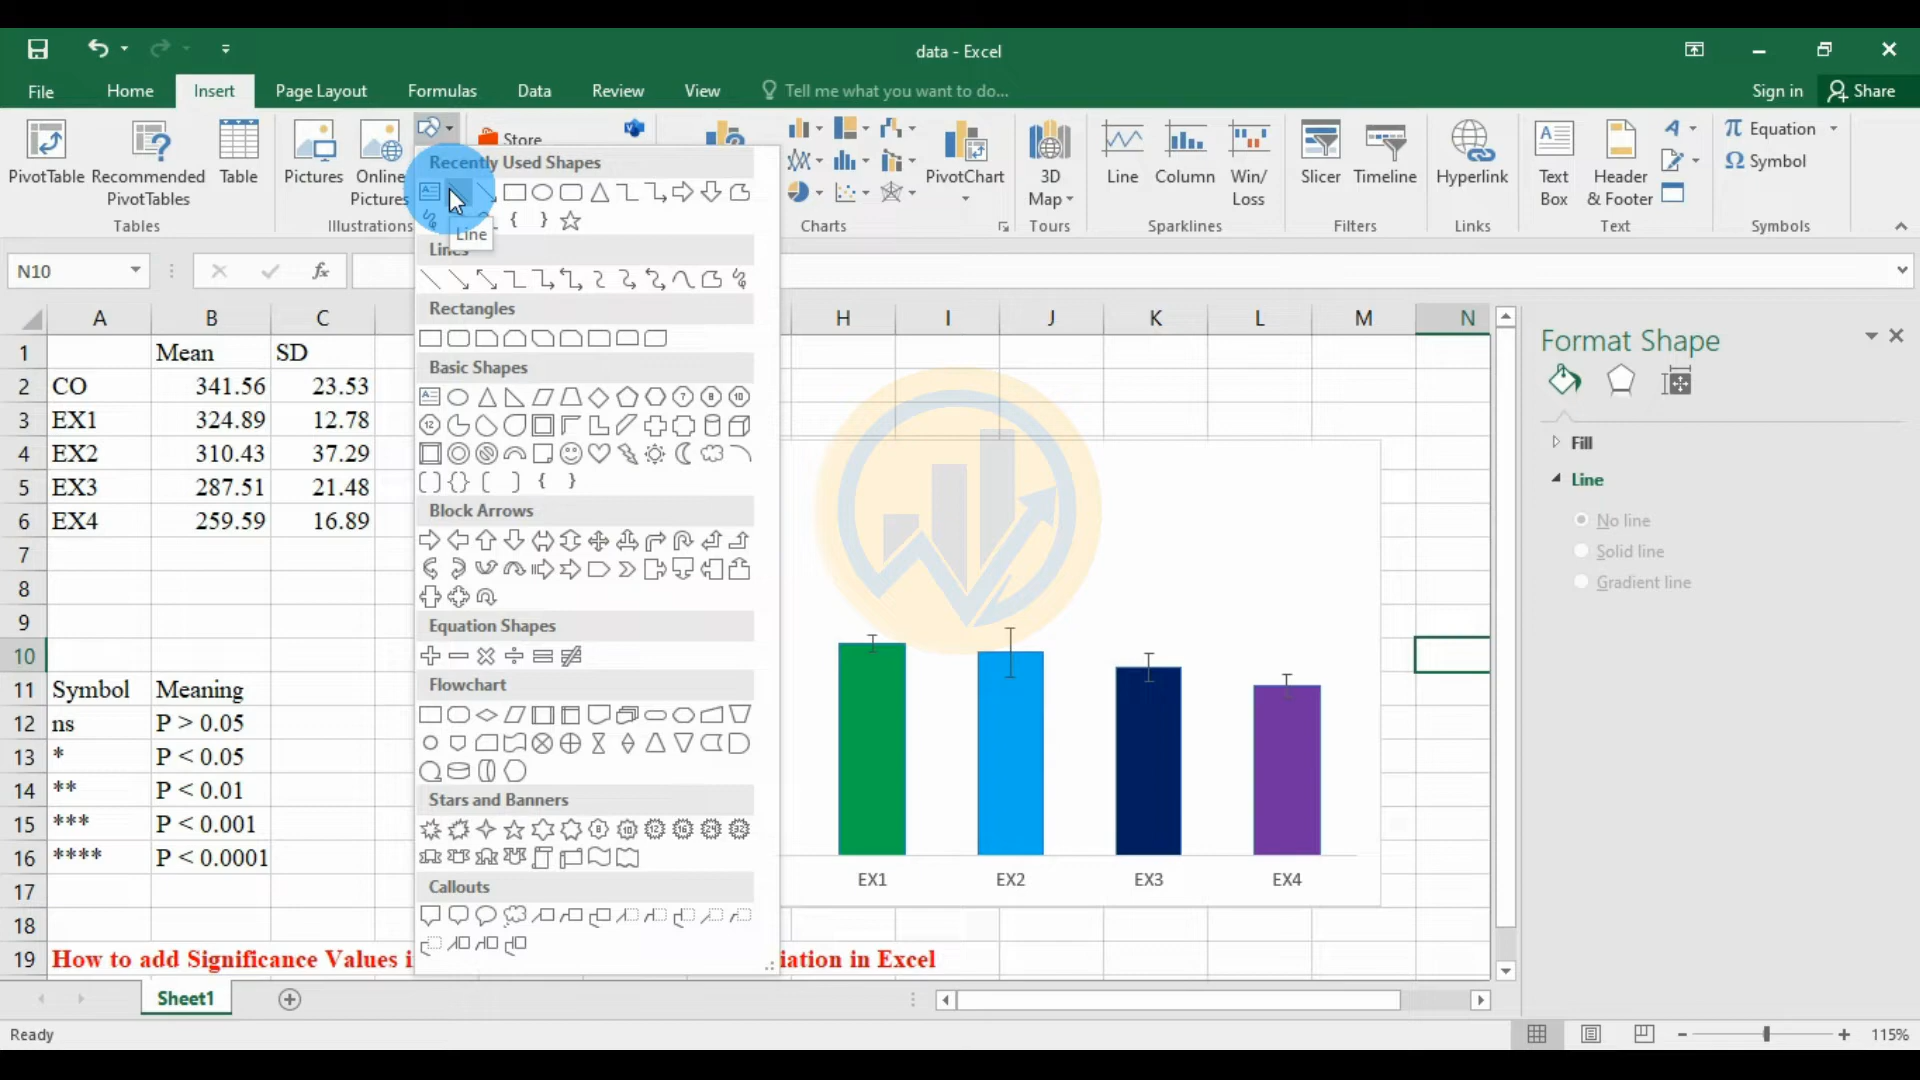 data - Excel
File Home Insert Page Layout Formulas Data Review View Tell me what you want to do... Sign in Share
PivotTable Recommended PivotTables Table
Tables
Pictures Online Pictures
Illustrations
Store
PivotChart
Charts
3D Map
Tours
Line Column Win/Loss
Sparklines
Slicer Timeline
Filters
Hyperlink
Links
Text Box Header & Footer
Text
Equation
Symbol
Symbols
N10
fx
Recently Used Shapes
Line
Lines
Rectangles
Basic Shapes
Block Arrows
Equation Shapes
Flowchart
Stars and Banners
Callouts
A B C H I J K L M N
1 Mean SD
2 CO 341.56 23.53
3 EX1 324.89 12.78
4 EX2 310.43 37.29
5 EX3 287.51 21.48
6 EX4 259.59 16.89
7
8
9
10
11 Symbol Meaning
12 ns P > 0.05
13 * P < 0.05
14 ** P < 0.01
15 *** P < 0.001
16 **** P < 0.0001
17
18
19 How to add Significance Values i iation in Excel
EX1 EX2 EX3 EX4
Format Shape
Fill
Line
No line
Solid line
Gradient line
Sheet1
Ready
115%